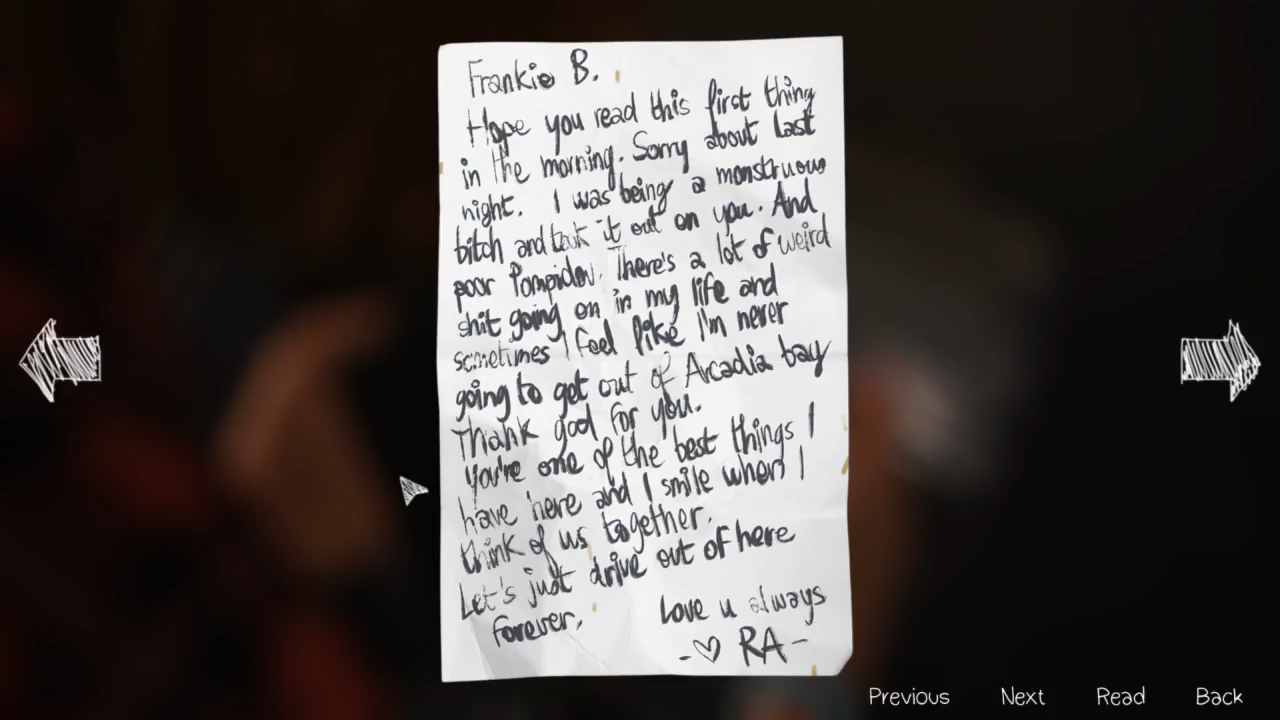 Frankie B.
Hope you read this first thing
in the morning. Sorry about last
night. I was being a monstruous
bitch and took it out on you. And
poor Pompidou. There's a lot of weird
shit going on in my life and
sometimes I feel like I'm never
going to get out of Arcadia bay
Thank god for you.
You're one of the best things I
have here and I smile when I
think of us together.
Let's just drive out of here
forever.
Love u always
-♡ RA-
Previous Next Read Back